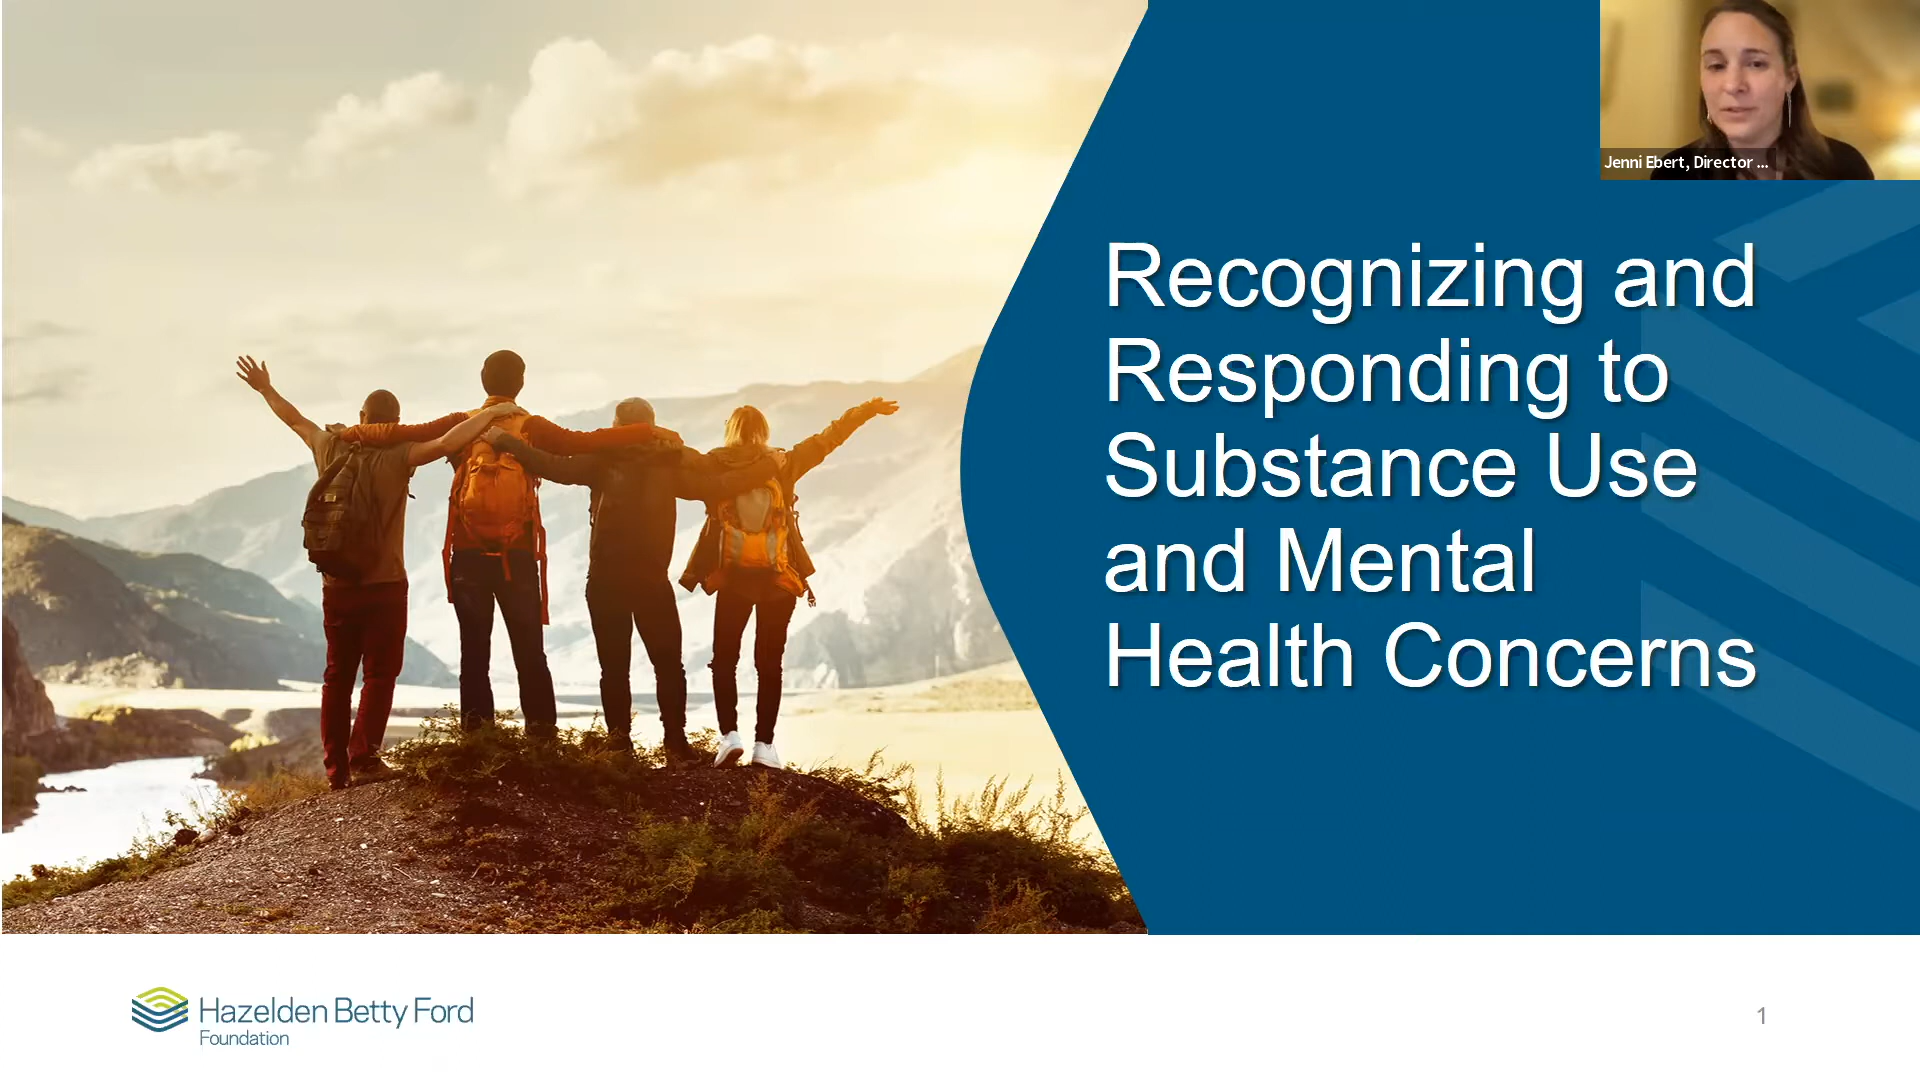 Jenni Ebert, Director ...
Recognizing and
Responding to
Substance Use
and Mental
Health Concerns
Hazelden Betty Ford
Foundation
1